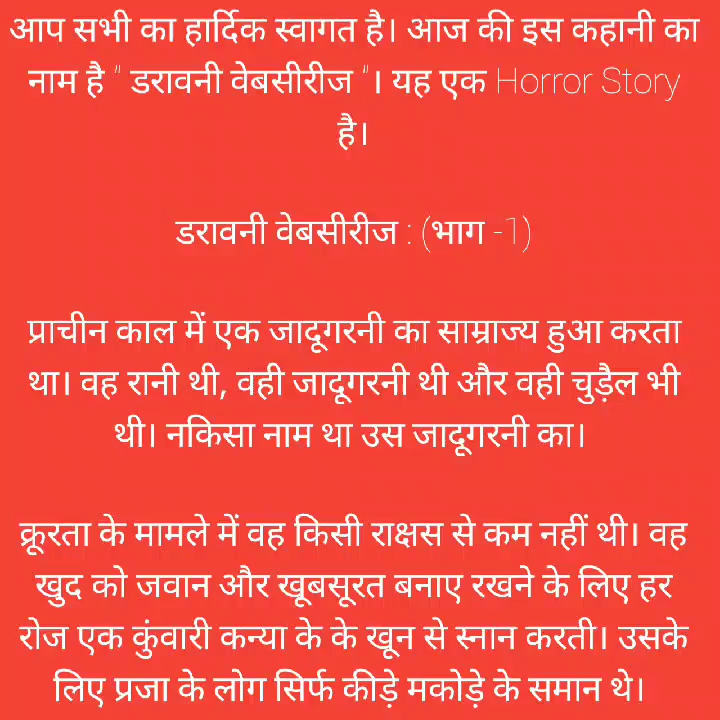 आप सभी का हार्दिक स्वागत है। आज की इस कहानी का
नाम है " डरावनी वेबसीरीज "। यह एक Horror Story
है।
डरावनी वेबसीरीज : (भाग -1)
प्राचीन काल में एक जादूगरनी का साम्राज्य हुआ करता
था। वह रानी थी, वही जादूगरनी थी और वही चुड़ैल भी
थी। नकिसा नाम था उस जादूगरनी का।
क्रूरता के मामले में वह किसी राक्षस से कम नहीं थी। वह
खुद को जवान और खूबसूरत बनाए रखने के लिए हर
रोज एक कुंवारी कन्या के के खून से स्नान करती। उसके
लिए प्रजा के लोग सिर्फ कीड़े मकोड़े के समान थे।